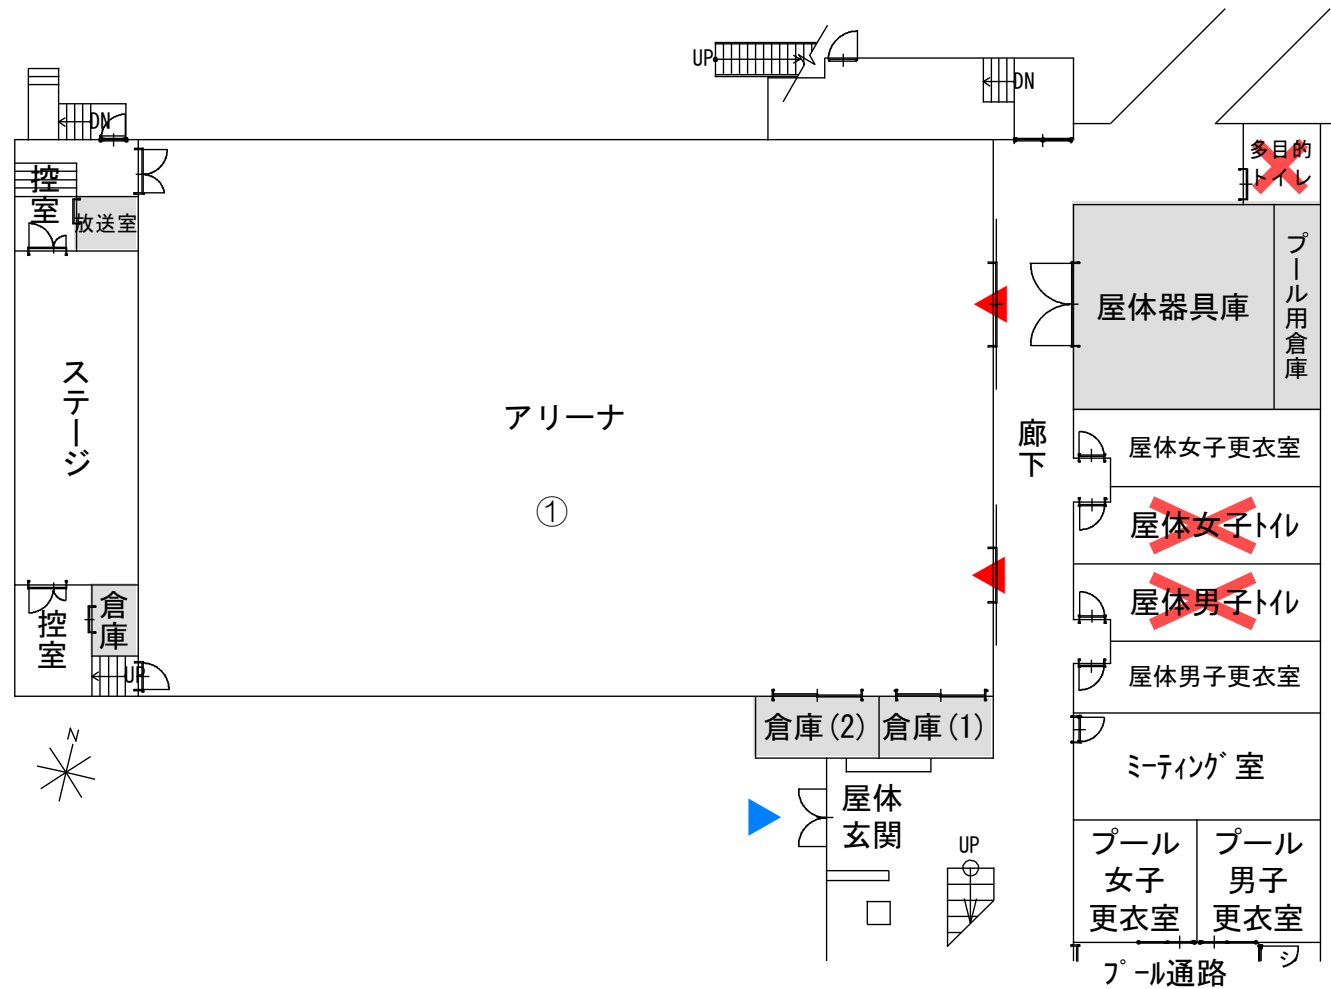 UP
DN
DN
多目的
トイレ
控
室
放送室
プール用倉庫
屋体器具庫
ステージ
アリーナ
①
廊
下
屋体女子更衣室
屋体女子トイレ
屋体男子トイレ
屋体男子更衣室
倉
庫
控
室
UP
倉庫(2)
倉庫(1)
N
ミーティング室
屋体
玄関
UP
プール
女子
更衣室
プール
男子
更衣室
プール通路
シ